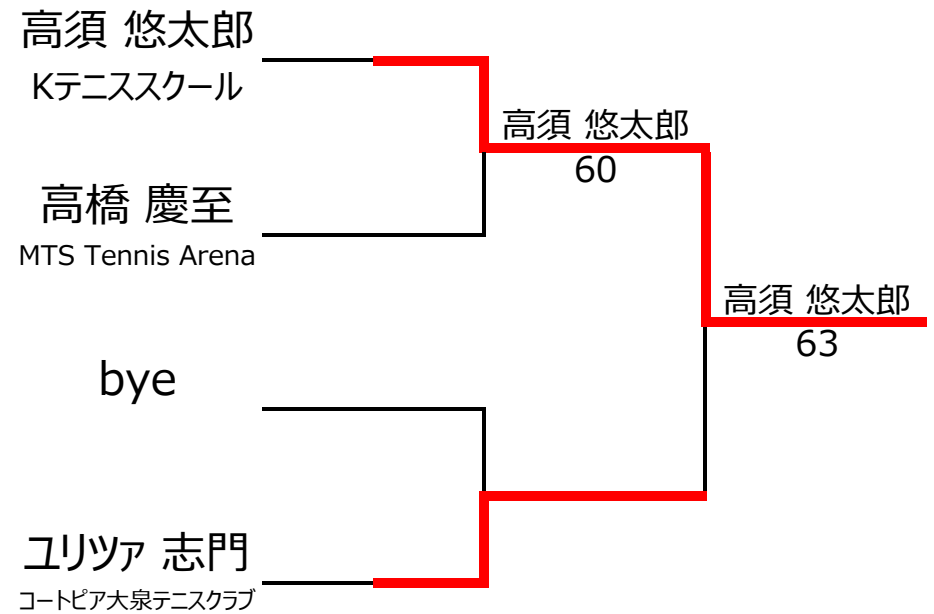 高須 悠太郎
Kテニススクール
高須 悠太郎
60
高橋 慶至
MTS Tennis Arena
高須 悠太郎
63
bye
ユリツァ 志門
コートピア大泉テニスクラブ